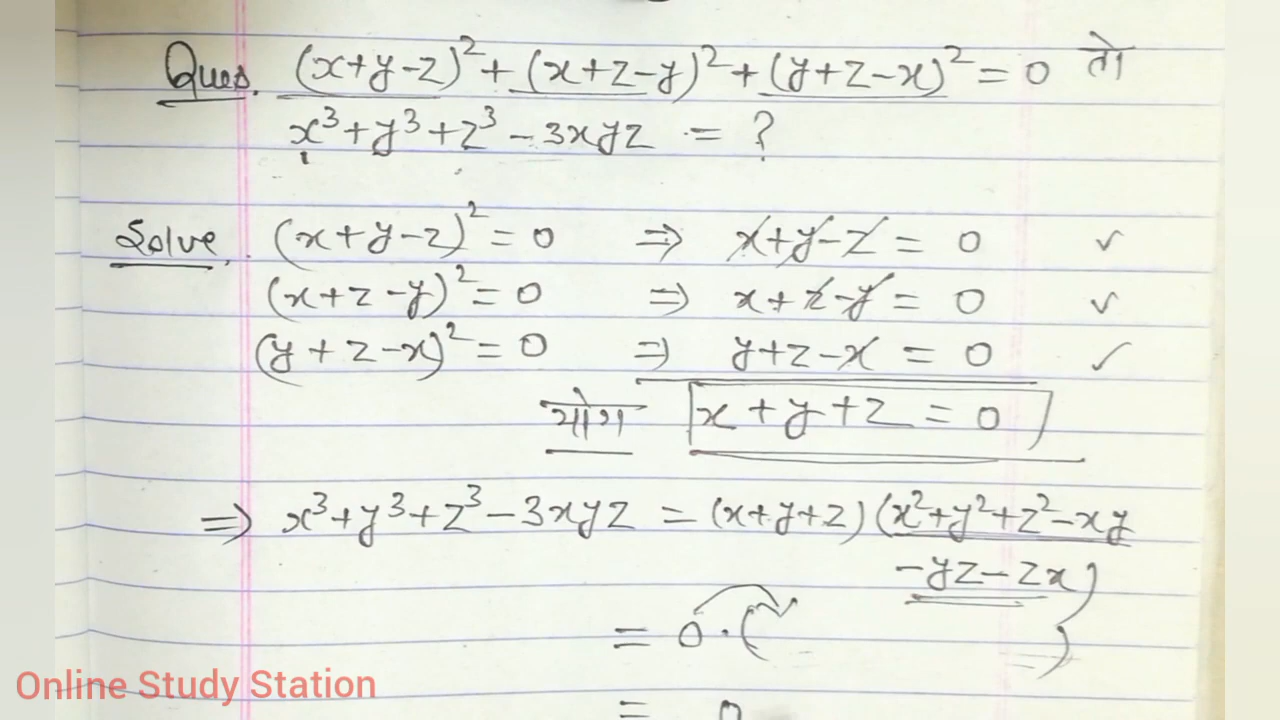 Ques. (x+y-z)²+(x+z-y)²+(y+z-x)²=0 तो
x³+y³+z³-3xyz = ?
Solve. (x+y-z)²=0 ⇒ x+y-z=0 ✓
(x+z-y)²=0 ⇒ x+z-y=0 ✓
(y+z-x)²=0 ⇒ y+z-x=0 ✓
योग x+y+z=0
⇒ x³+y³+z³-3xyz = (x+y+z)(x²+y²+z²-xy
-yz-zx)
= 0.( )
= 0
Online Study Station